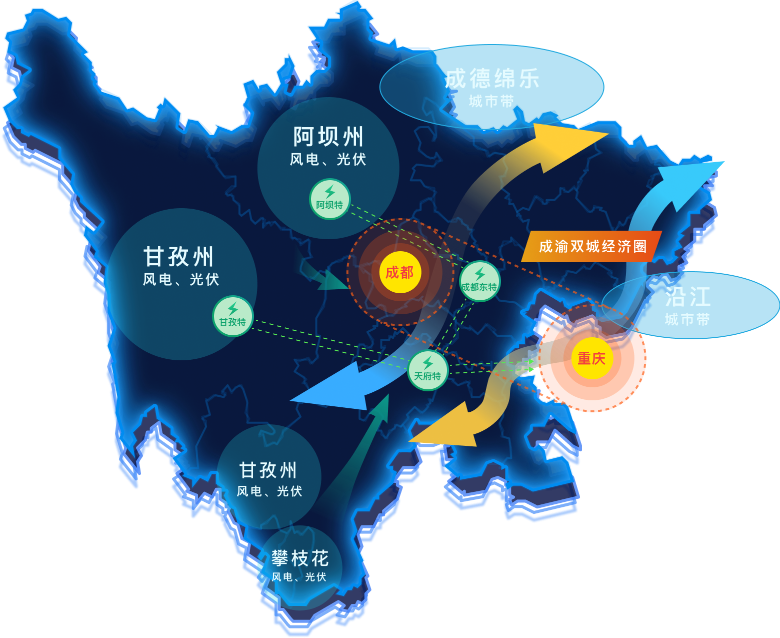 成德绵乐
城市带
阿坝州
风电、光伏
阿坝特
甘孜州
风电、光伏
甘孜特
成都
成都东特
成渝双城经济圈
沿江
城市带
重庆
天府特
甘孜州
风电、光伏
攀枝花
风电、光伏